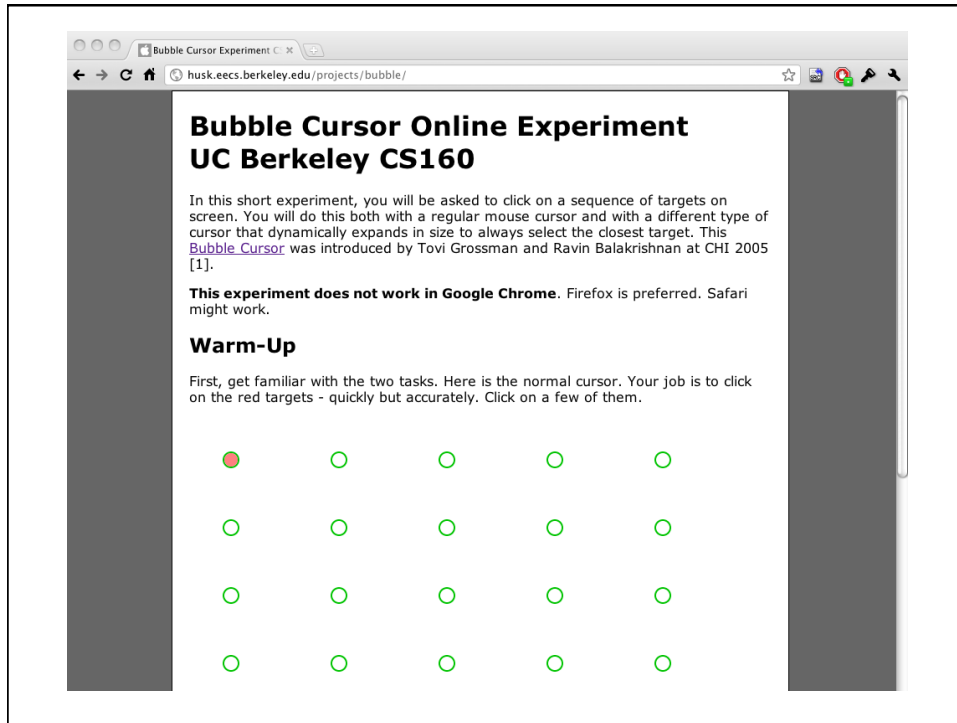 Bubble Cursor Experiment C
husk.eecs.berkeley.edu/projects/bubble/
Bubble Cursor Online Experiment
UC Berkeley CS160
In this short experiment, you will be asked to click on a sequence of targets on
screen. You will do this both with a regular mouse cursor and with a different type of
cursor that dynamically expands in size to always select the closest target. This
Bubble Cursor was introduced by Tovi Grossman and Ravin Balakrishnan at CHI 2005
[1].
This experiment does not work in Google Chrome. Firefox is preferred. Safari
might work.
Warm-Up
First, get familiar with the two tasks. Here is the normal cursor. Your job is to click
on the red targets - quickly but accurately. Click on a few of them.